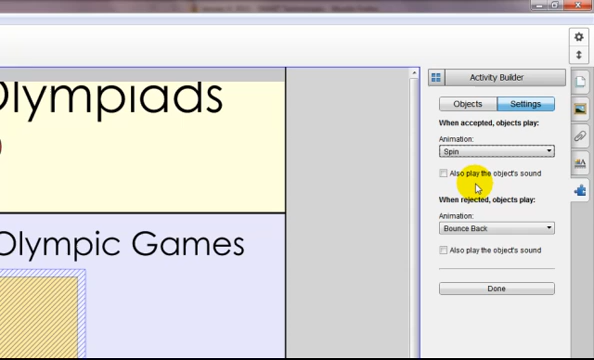 Olympiads
Olympic Games
Activity Builder
Objects Settings
When accepted, objects play:
Animation:
Spin
Also play the object's sound
When rejected, objects play:
Animation:
Bounce Back
Also play the object's sound
Done